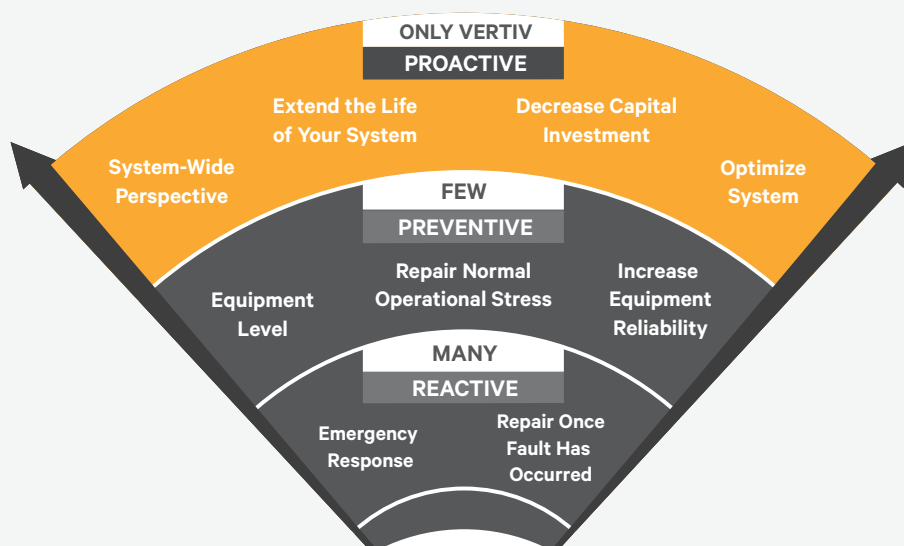 ONLY VERTIV
PROACTIVE
Extend the Life
of Your System
Decrease Capital
Investment
System-Wide
Perspective
Optimize
System
FEW
PREVENTIVE
Repair Normal
Operational Stress
Equipment
Level
Increase
Equipment
Reliability
MANY
REACTIVE
Emergency
Response
Repair Once
Fault Has
Occurred